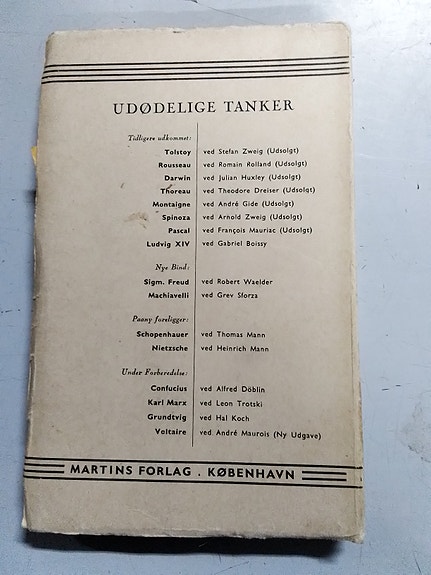 UDØDELIGE TANKER
Tidligere udkommet:
Tolstoy ved Stefan Zweig (Udsolgt)
Rousseau ved Romain Rolland (Udsolgt)
Darwin ved Julian Huxley (Udsolgt)
Thoreau ved Theodore Dreiser (Udsolgt)
Montaigne ved André Gide (Udsolgt)
Spinoza ved Arnold Zweig (Udsolgt)
Pascal ved François Mauriac (Udsolgt)
Ludvig XIV ved Gabriel Boissy
Nye Bind:
Sigm. Freud ved Robert Waelder
Machiavelli ved Grev Sforza
Paany foreligger:
Schopenhauer ved Thomas Mann
Nietzsche ved Heinrich Mann
Under Forberedelse:
Confucius ved Alfred Döblin
Karl Marx ved Leon Trotski
Grundtvig ved Hal Koch
Voltaire ved André Maurois (Ny Udgave)
MARTINS FORLAG . KØBENHAVN